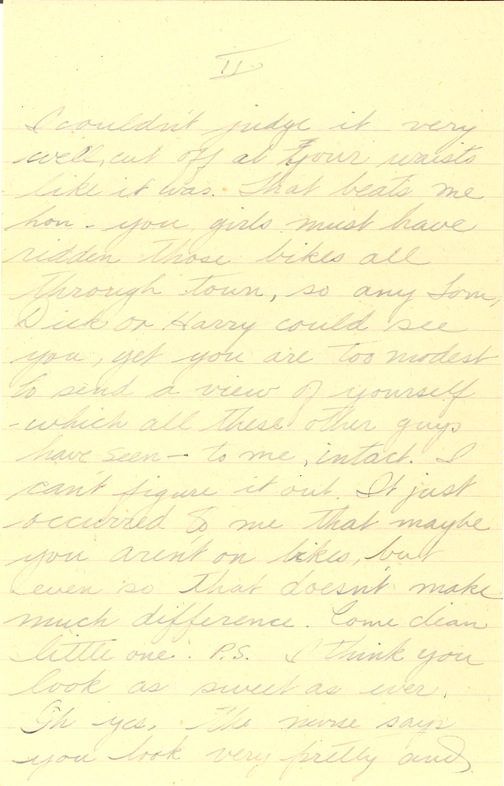 II
I couldn't judge it very
well, cut off at your waists
like it was. That beats me
hon - you girls must have
ridden those bikes all
through town, so any Tom,
Dick or Harry could see
you, yet you are too modest
to send a view of yourself
- which all these other guys
have seen - to me, intact. I
can't figure it out. It just
occurred to me that maybe
you aren't on bikes, but
even so that doesn't make
much difference. Come clean
little one. P.S. I think you
look as sweet as ever.
Oh yes, the nurse says
you look very pretty and